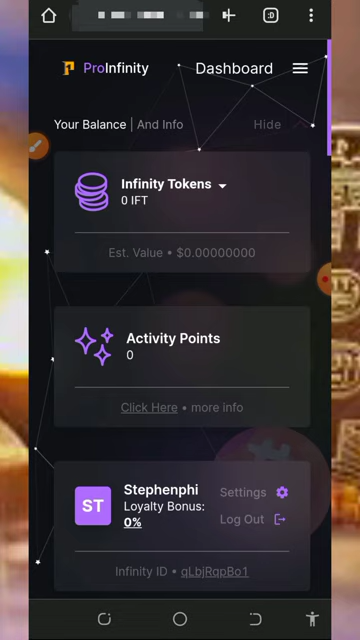 :D
ProInfinity
Dashboard
Your Balance | And Info
Hide
Infinity Tokens
0 IFT
Est. Value • $0.00000000
Activity Points
0
Click Here • more info
ST
Stephenphi
Loyalty Bonus:
0%
Settings
Log Out
Infinity ID • qLbjRqpBo1